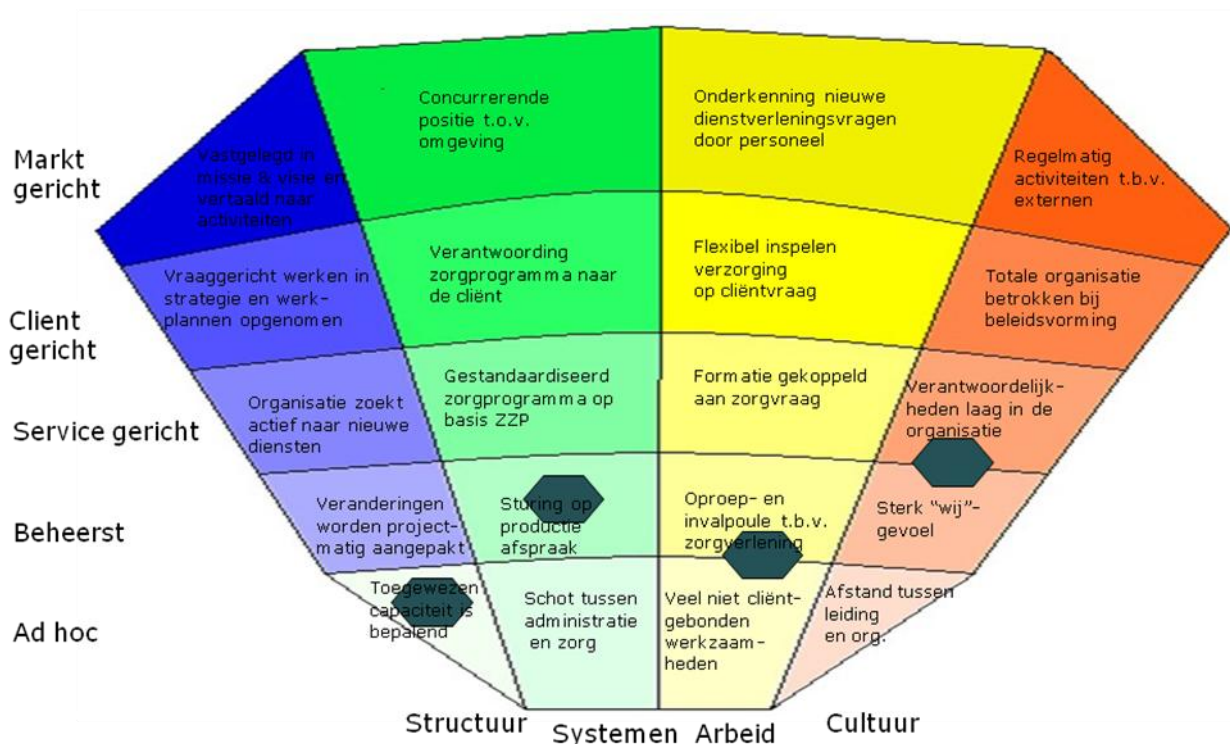 Markt
gericht
Vastgelegd in
missie & visie en
vertaald naar
activiteiten
Concurrerende
positie t.o.v.
omgeving
Onderkenning nieuwe
dienstverleningsvragen
door personeel
Regelmatig
activiteiten t.b.v.
externen
Client
gericht
Vraaggericht werken in
strategie en werk-
plannen opgenomen
Verantwoording
zorgprogramma naar
de cliënt
Flexibel inspelen
verzorging
op cliëntvraag
Totale organisatie
betrokken bij
beleidsvorming
Service gericht
Organisatie zoekt
actief naar nieuwe
diensten
Gestandaardiseerd
zorgprogramma op
basis ZZP
Formatie gekoppeld
aan zorgvraag
Verantwoordelijk-
heden laag in de
organisatie
Beheerst
Veranderingen
worden project-
matig aangepakt
Sturing op
productie
afspraak
Oproep- en
invalpoule t.b.v.
zorgverlening
Sterk “wij”-
gevoel
Ad hoc
Toegewezen
capaciteit is
bepalend
Schot tussen
administratie
en zorg
Veel niet cliënt-
gebonden
werkzaam-
heden
Afstand tussen
leiding
en org.
Structuur
Systemen
Arbeid
Cultuur